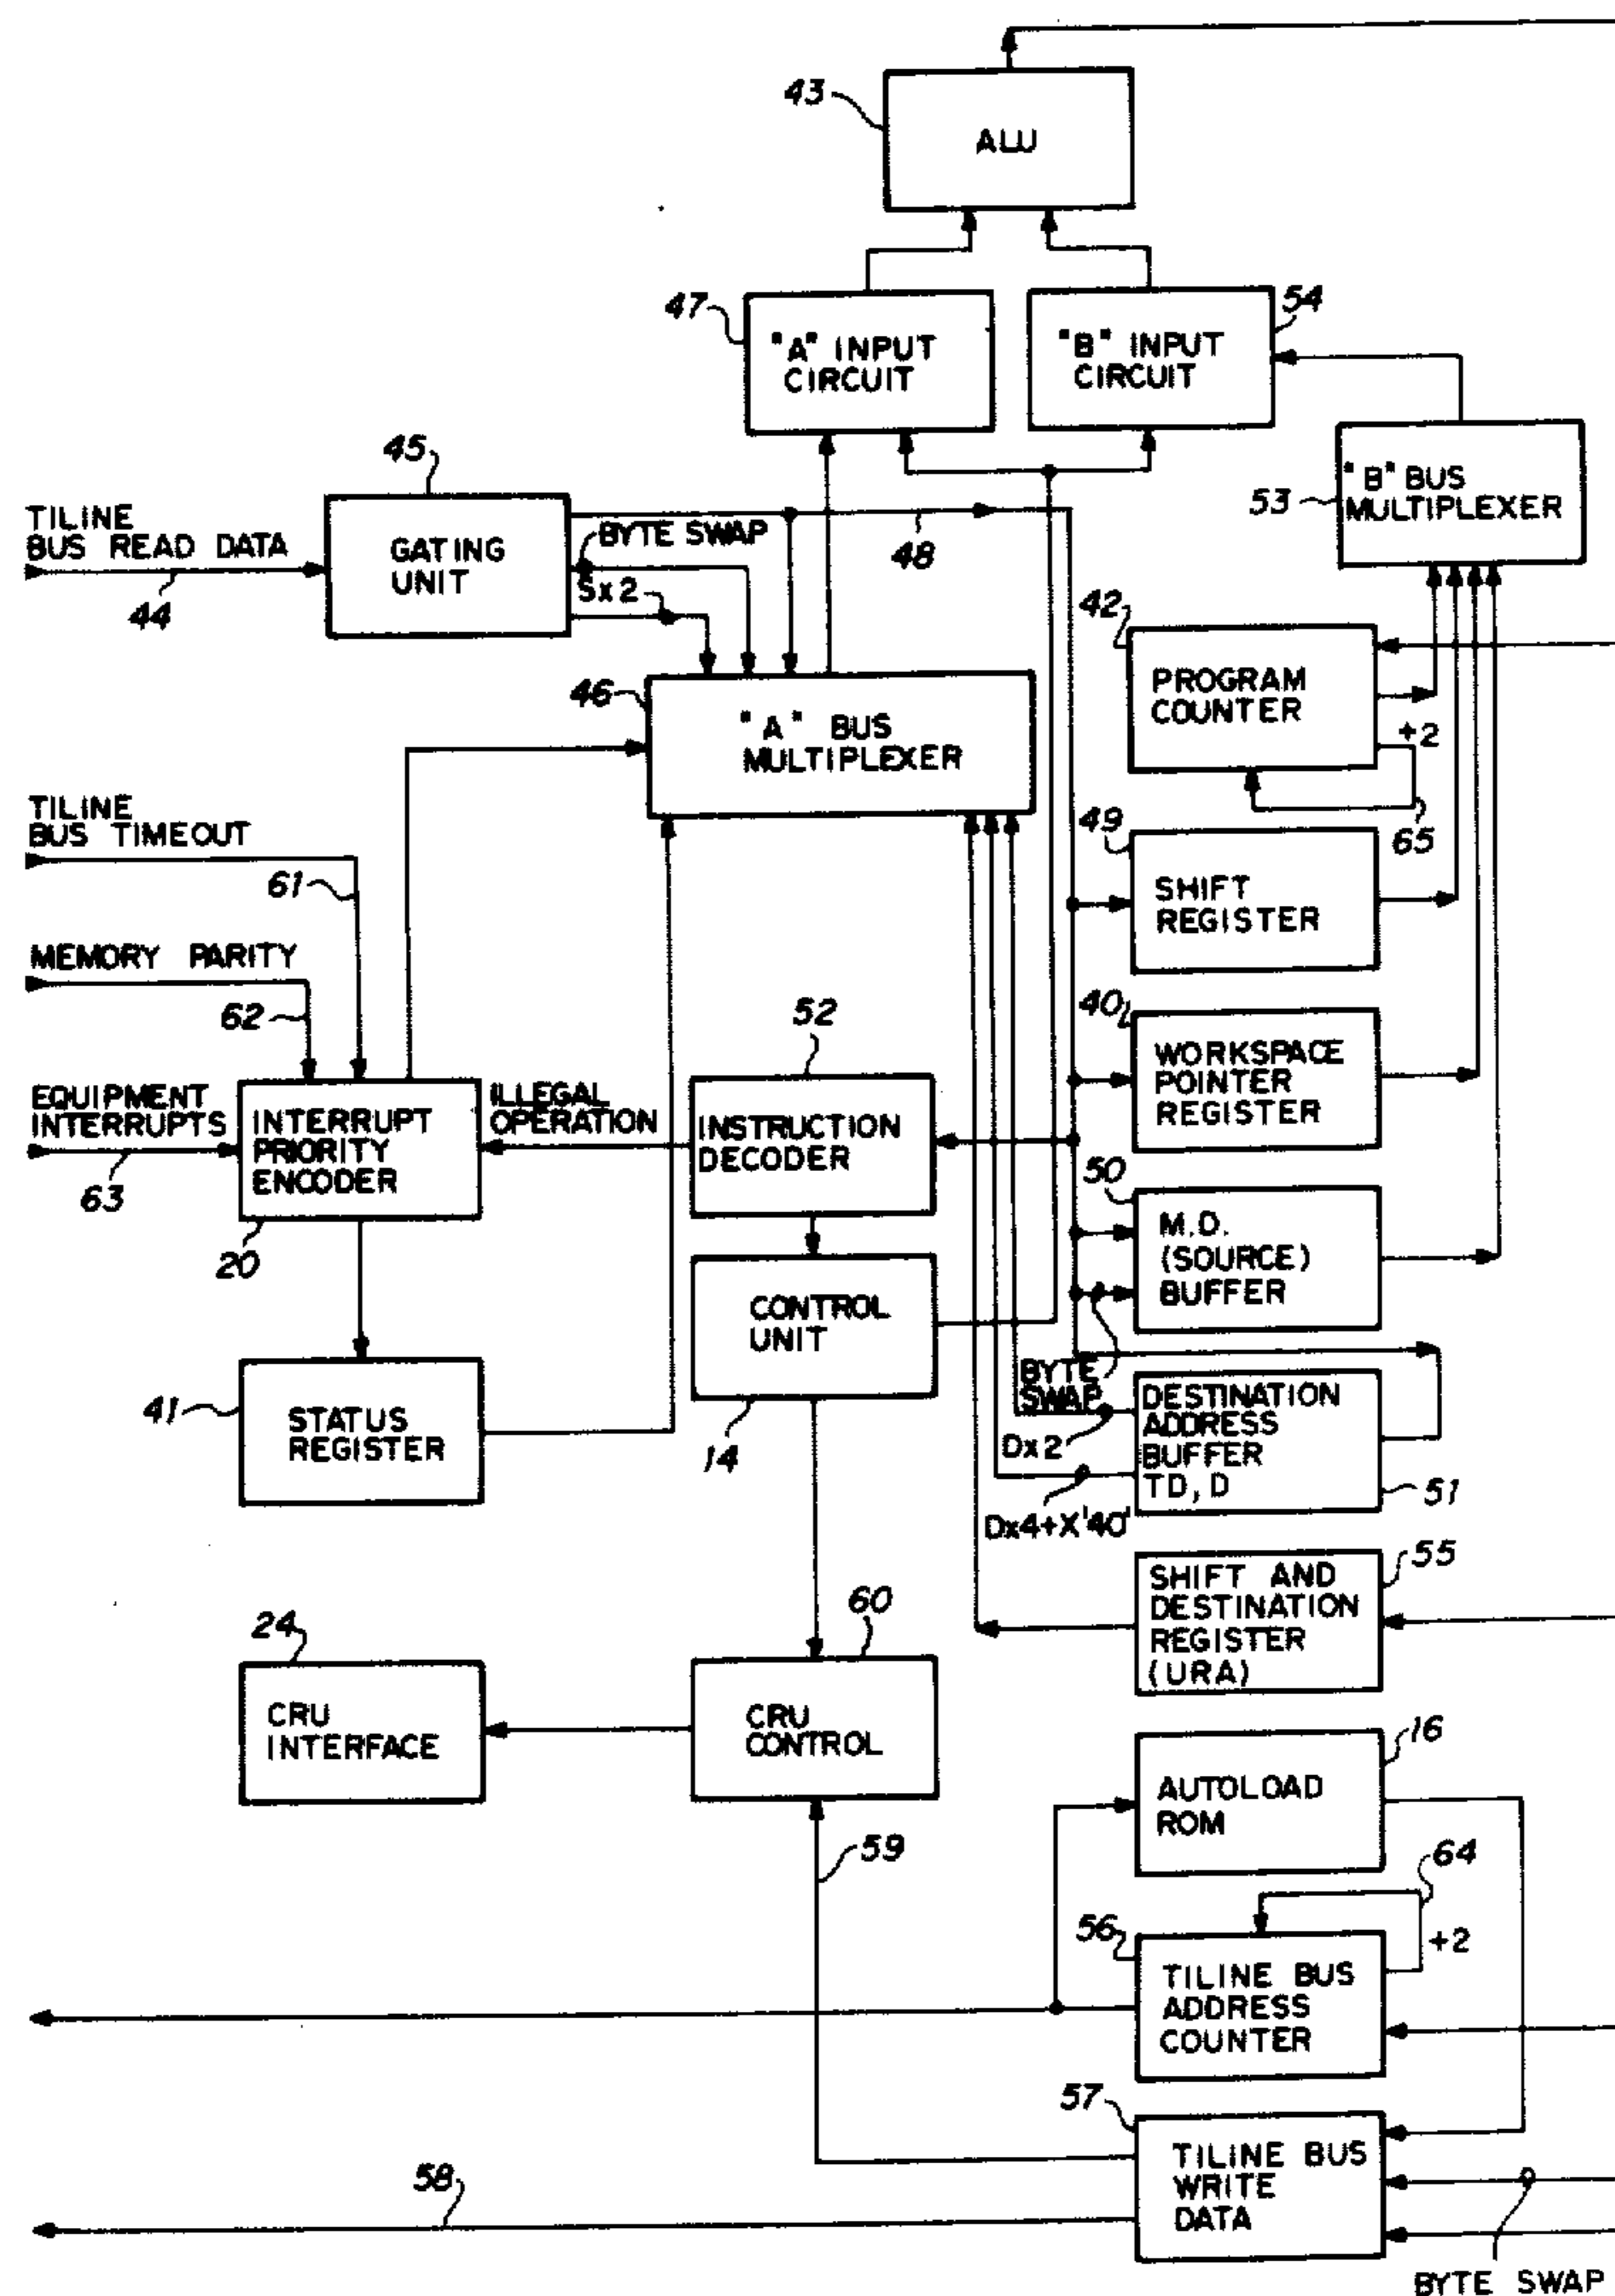 43
ALU
47
"A" INPUT
CIRCUIT
54
"B" INPUT
CIRCUIT
45
TILINE
BUS READ DATA
44
GATING
UNIT
BYTE SWAP
Sx2
48
53
"B" BUS
MULTIPLEXER
46
"A" BUS
MULTIPLEXER
42
PROGRAM
COUNTER
+2
65
TILINE
BUS TIMEOUT
61
49
SHIFT
REGISTER
MEMORY PARITY
62
52
40
WORKSPACE
POINTER
REGISTER
EQUIPMENT
INTERRUPTS
63
INTERRUPT
PRIORITY
ENCODER
20
ILLEGAL
OPERATION
INSTRUCTION
DECODER
50
M.D.
(SOURCE)
BUFFER
CONTROL
UNIT
14
41
STATUS
REGISTER
BYTE
SWAP
Dx2
Dx4+X'40'
DESTINATION
ADDRESS
BUFFER
TD, D
51
55
SHIFT AND
DESTINATION
REGISTER
(URA)
24
CRU
INTERFACE
60
CRU
CONTROL
16
AUTOLOAD
ROM
59
64
+2
56
TILINE BUS
ADDRESS
COUNTER
57
TILINE BUS
WRITE
DATA
58
BYTE SWAP